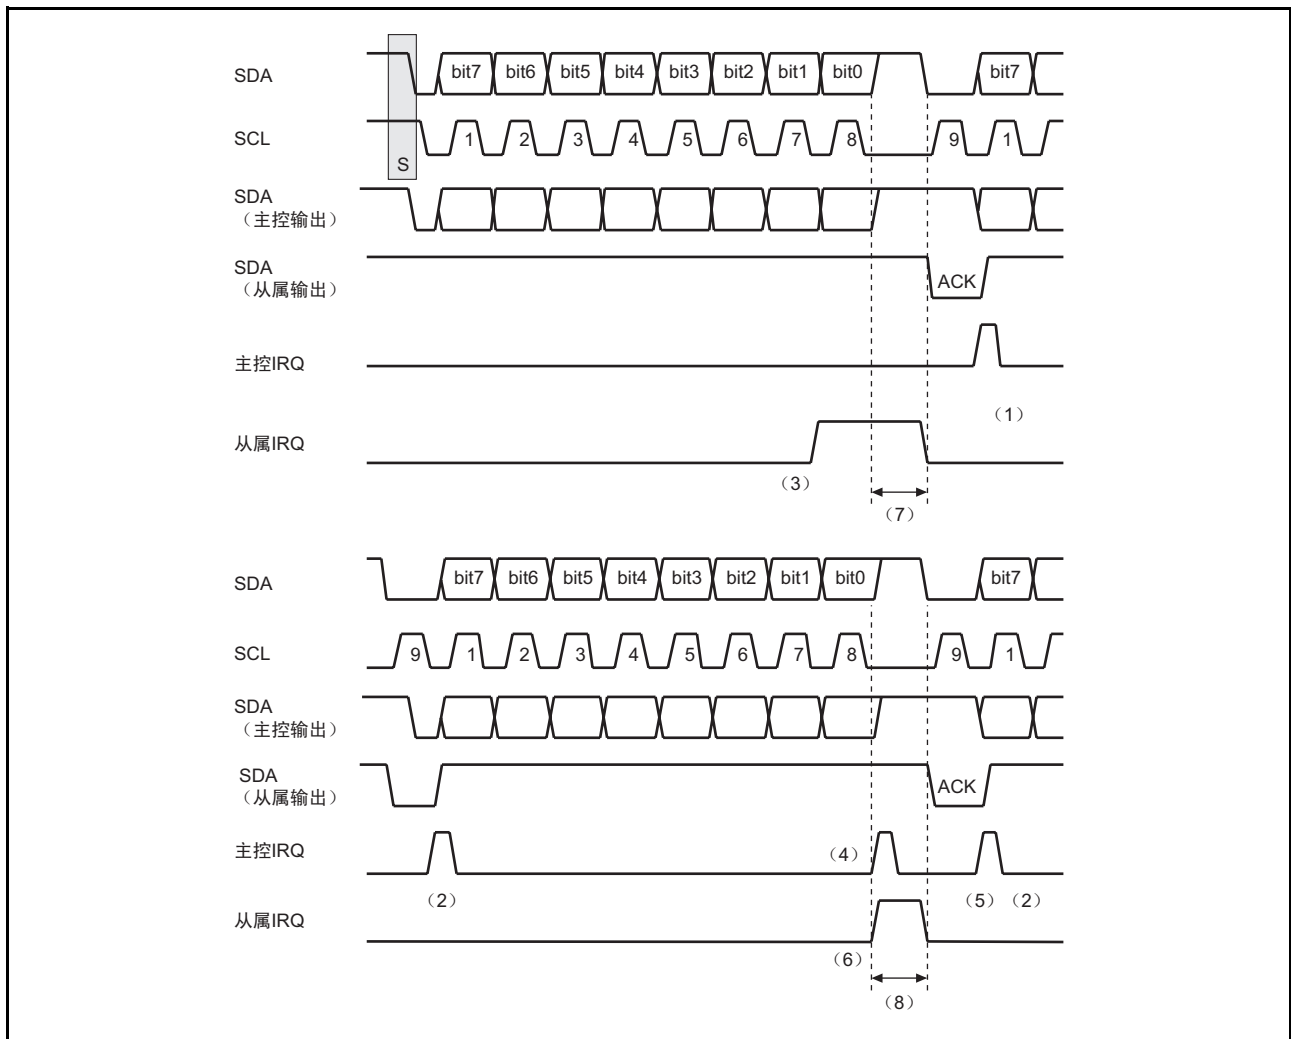 SDA bit7 bit6 bit5 bit4 bit3 bit2 bit1 bit0 bit7
SCL S 1 2 3 4 5 6 7 8 9 1
SDA
（主控输出）
SDA
（从属输出） ACK
主控IRQ
（1）
从属IRQ
（3）
（7）
SDA bit7 bit6 bit5 bit4 bit3 bit2 bit1 bit0 bit7
SCL 9 1 2 3 4 5 6 7 8 9 1
SDA
（主控输出）
SDA
（从属输出） ACK
主控IRQ （4）
（2） （5） （2）
从属IRQ
（6）
（8）